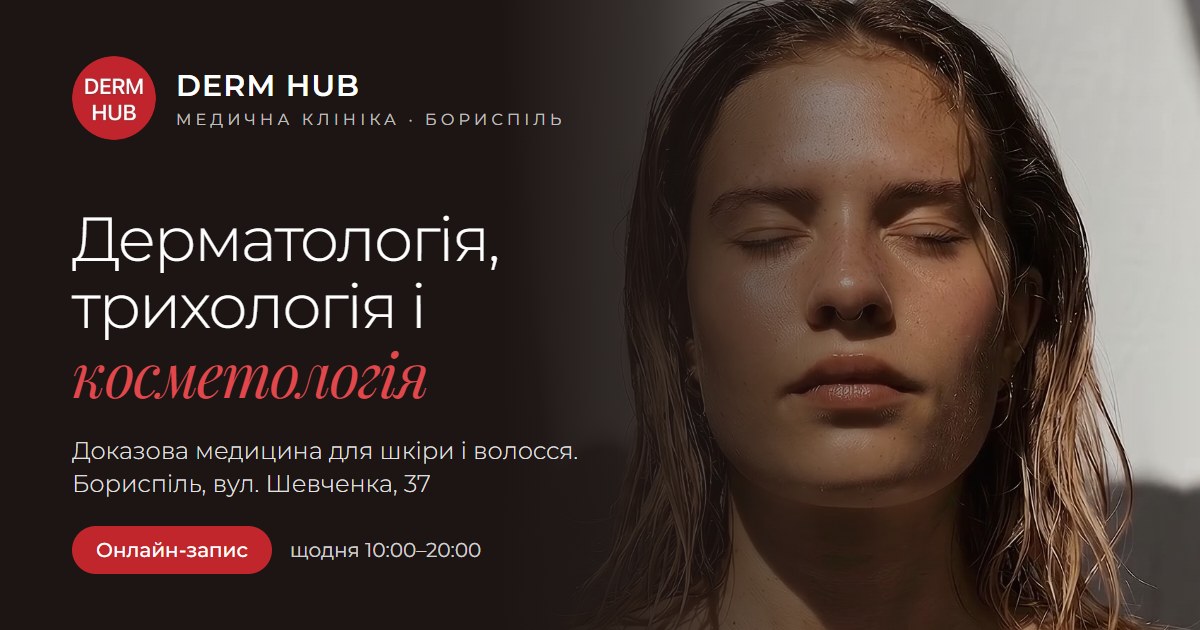 DERM
HUB
DERM HUB
МЕДИЧНА КЛІНІКА · БОРИСПІЛЬ
Дерматологія,
трихологія і
косметологія
Доказова медицина для шкіри і волосся.
Бориспіль, вул. Шевченка, 37
Онлайн-запис
щодня 10:00–20:00